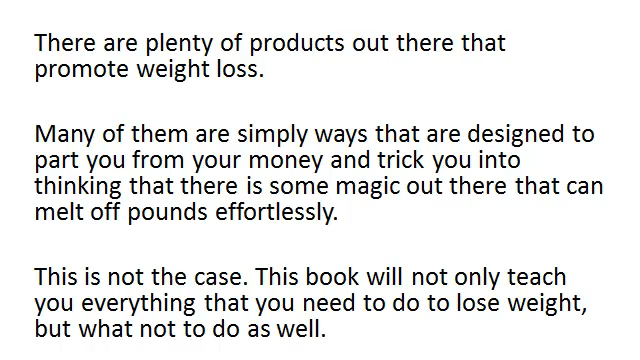 There are plenty of products out there that
promote weight loss.
Many of them are simply ways that are designed to
part you from your money and trick you into
thinking that there is some magic out there that can
melt off pounds effortlessly.
This is not the case. This book will not only teach
you everything that you need to do to lose weight,
but what not to do as well.